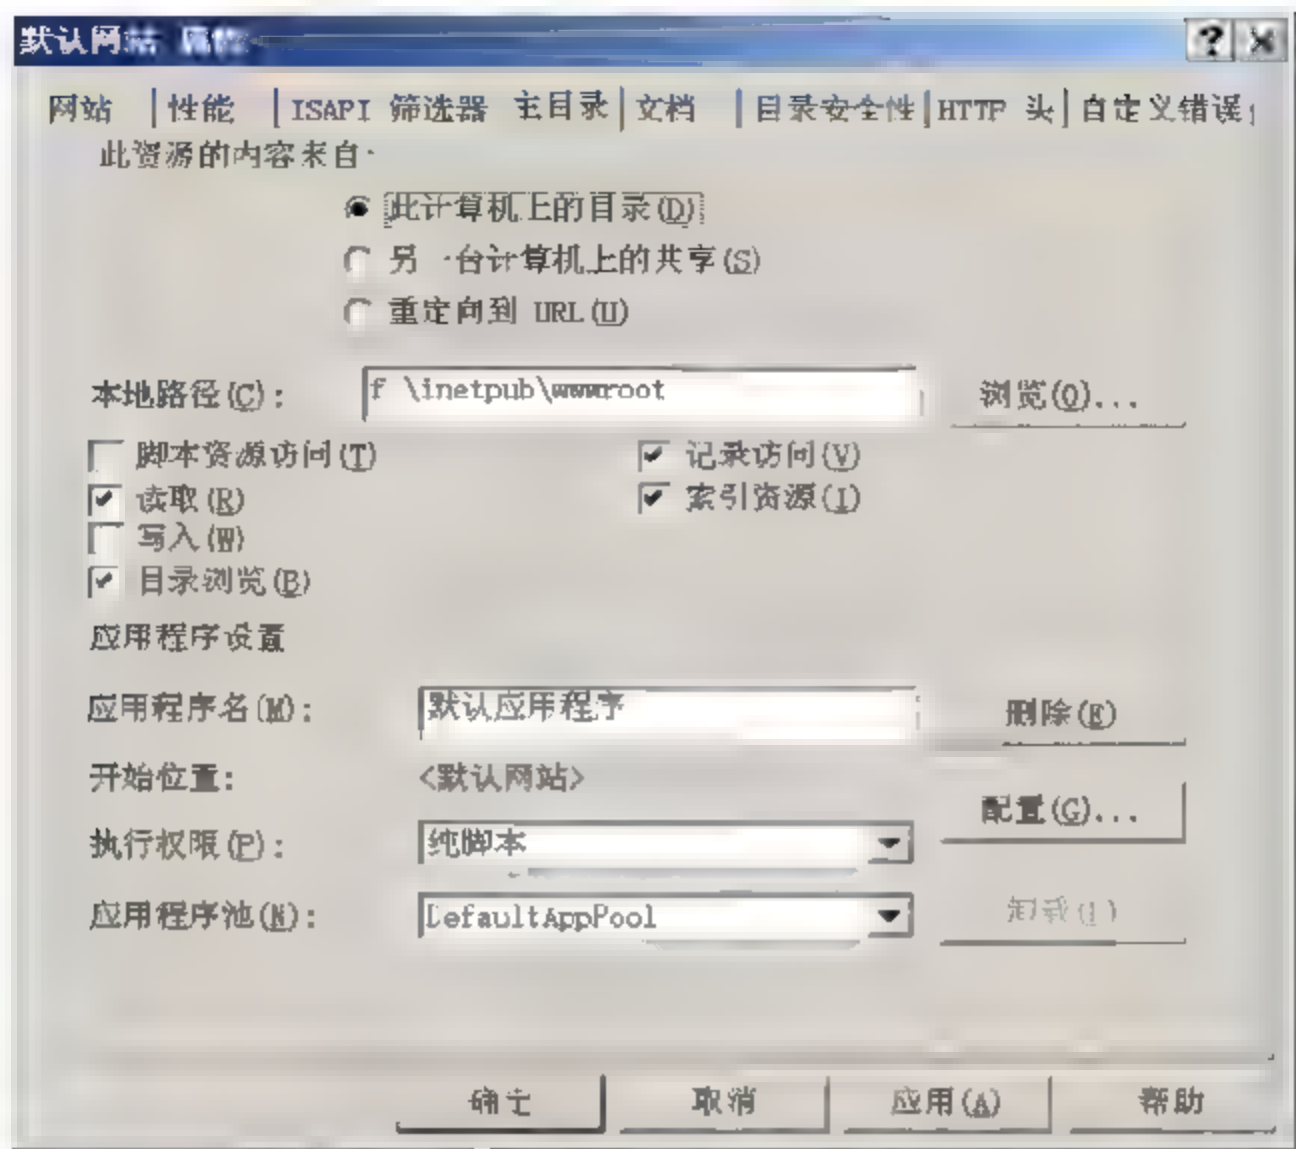 默认网站 属性
网站 性能 ISAPI 筛选器 主目录 文档 目录安全性 HTTP 头 自定义错误
此资源的内容来自
此计算机上的目录(D)
另一台计算机上的共享(S)
重定向到 URL(U)
本地路径(C): f \inetpub\wwwroot 浏览(O)...
脚本资源访问(T) 记录访问(V)
读取(R) 索引资源(I)
写入(W)
目录浏览(B)
应用程序设置
应用程序名(M): 默认应用程序 删除(E)
开始位置: <默认网站>
配置(G)...
执行权限(P): 纯脚本
应用程序池(N): DefaultAppPool 卸载(L)
确定 取消 应用(A) 帮助